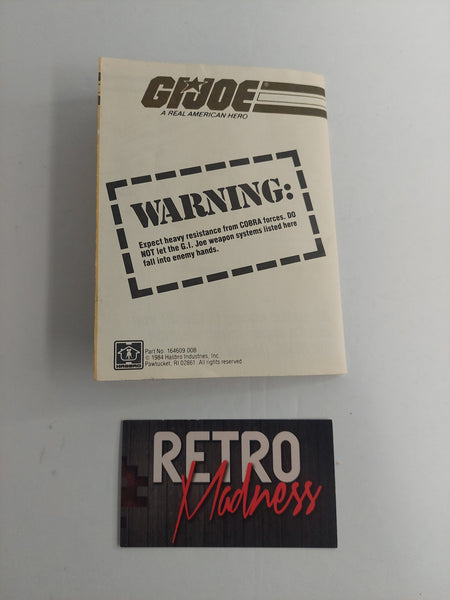 G.I.JOE
A REAL AMERICAN HERO
WARNING:
Expect heavy resistance from COBRA forces. DO
NOT let the G.I. Joe weapon systems listed here
fall into enemy hands.
HASBRO
Part No. 164609 00B
© 1984 Hasbro Industries, Inc.
Pawtucket, RI 02861. All rights reserved
RETRO
Madness